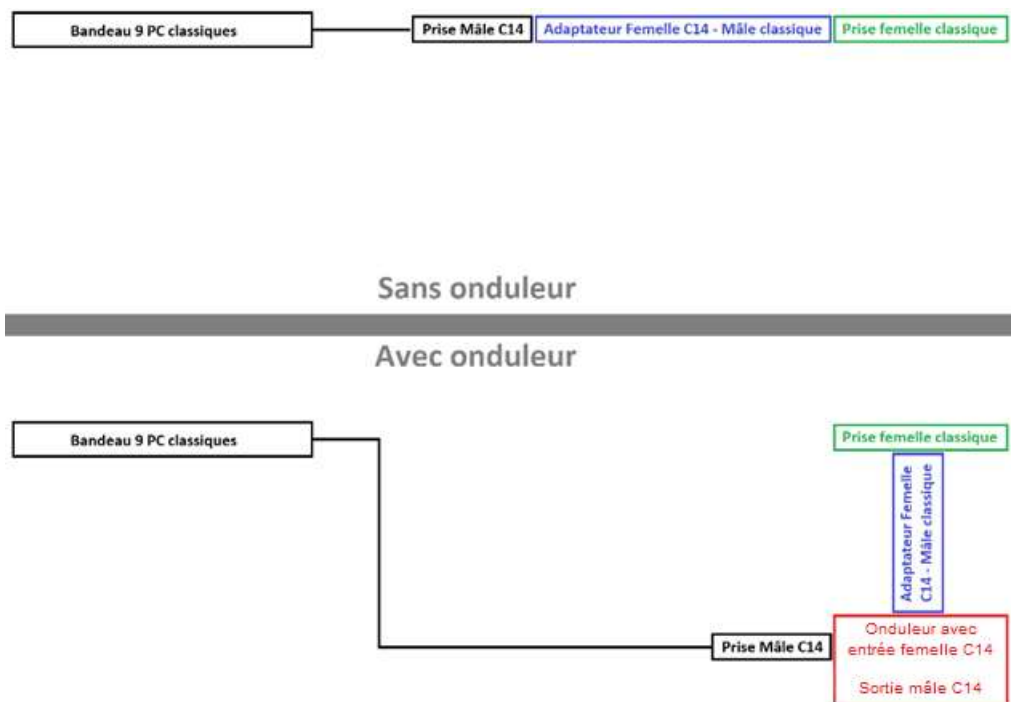 Bandeau 9 PC classiques
Prise Mâle C14
Adaptateur Femelle C14 - Mâle classique
Prise femelle classique
Sans onduleur
Avec onduleur
Bandeau 9 PC classiques
Prise femelle classique
Adaptateur Femelle
C14 - Mâle classique
Prise Mâle C14
Onduleur avec
entrée femelle C14
Sortie mâle C14